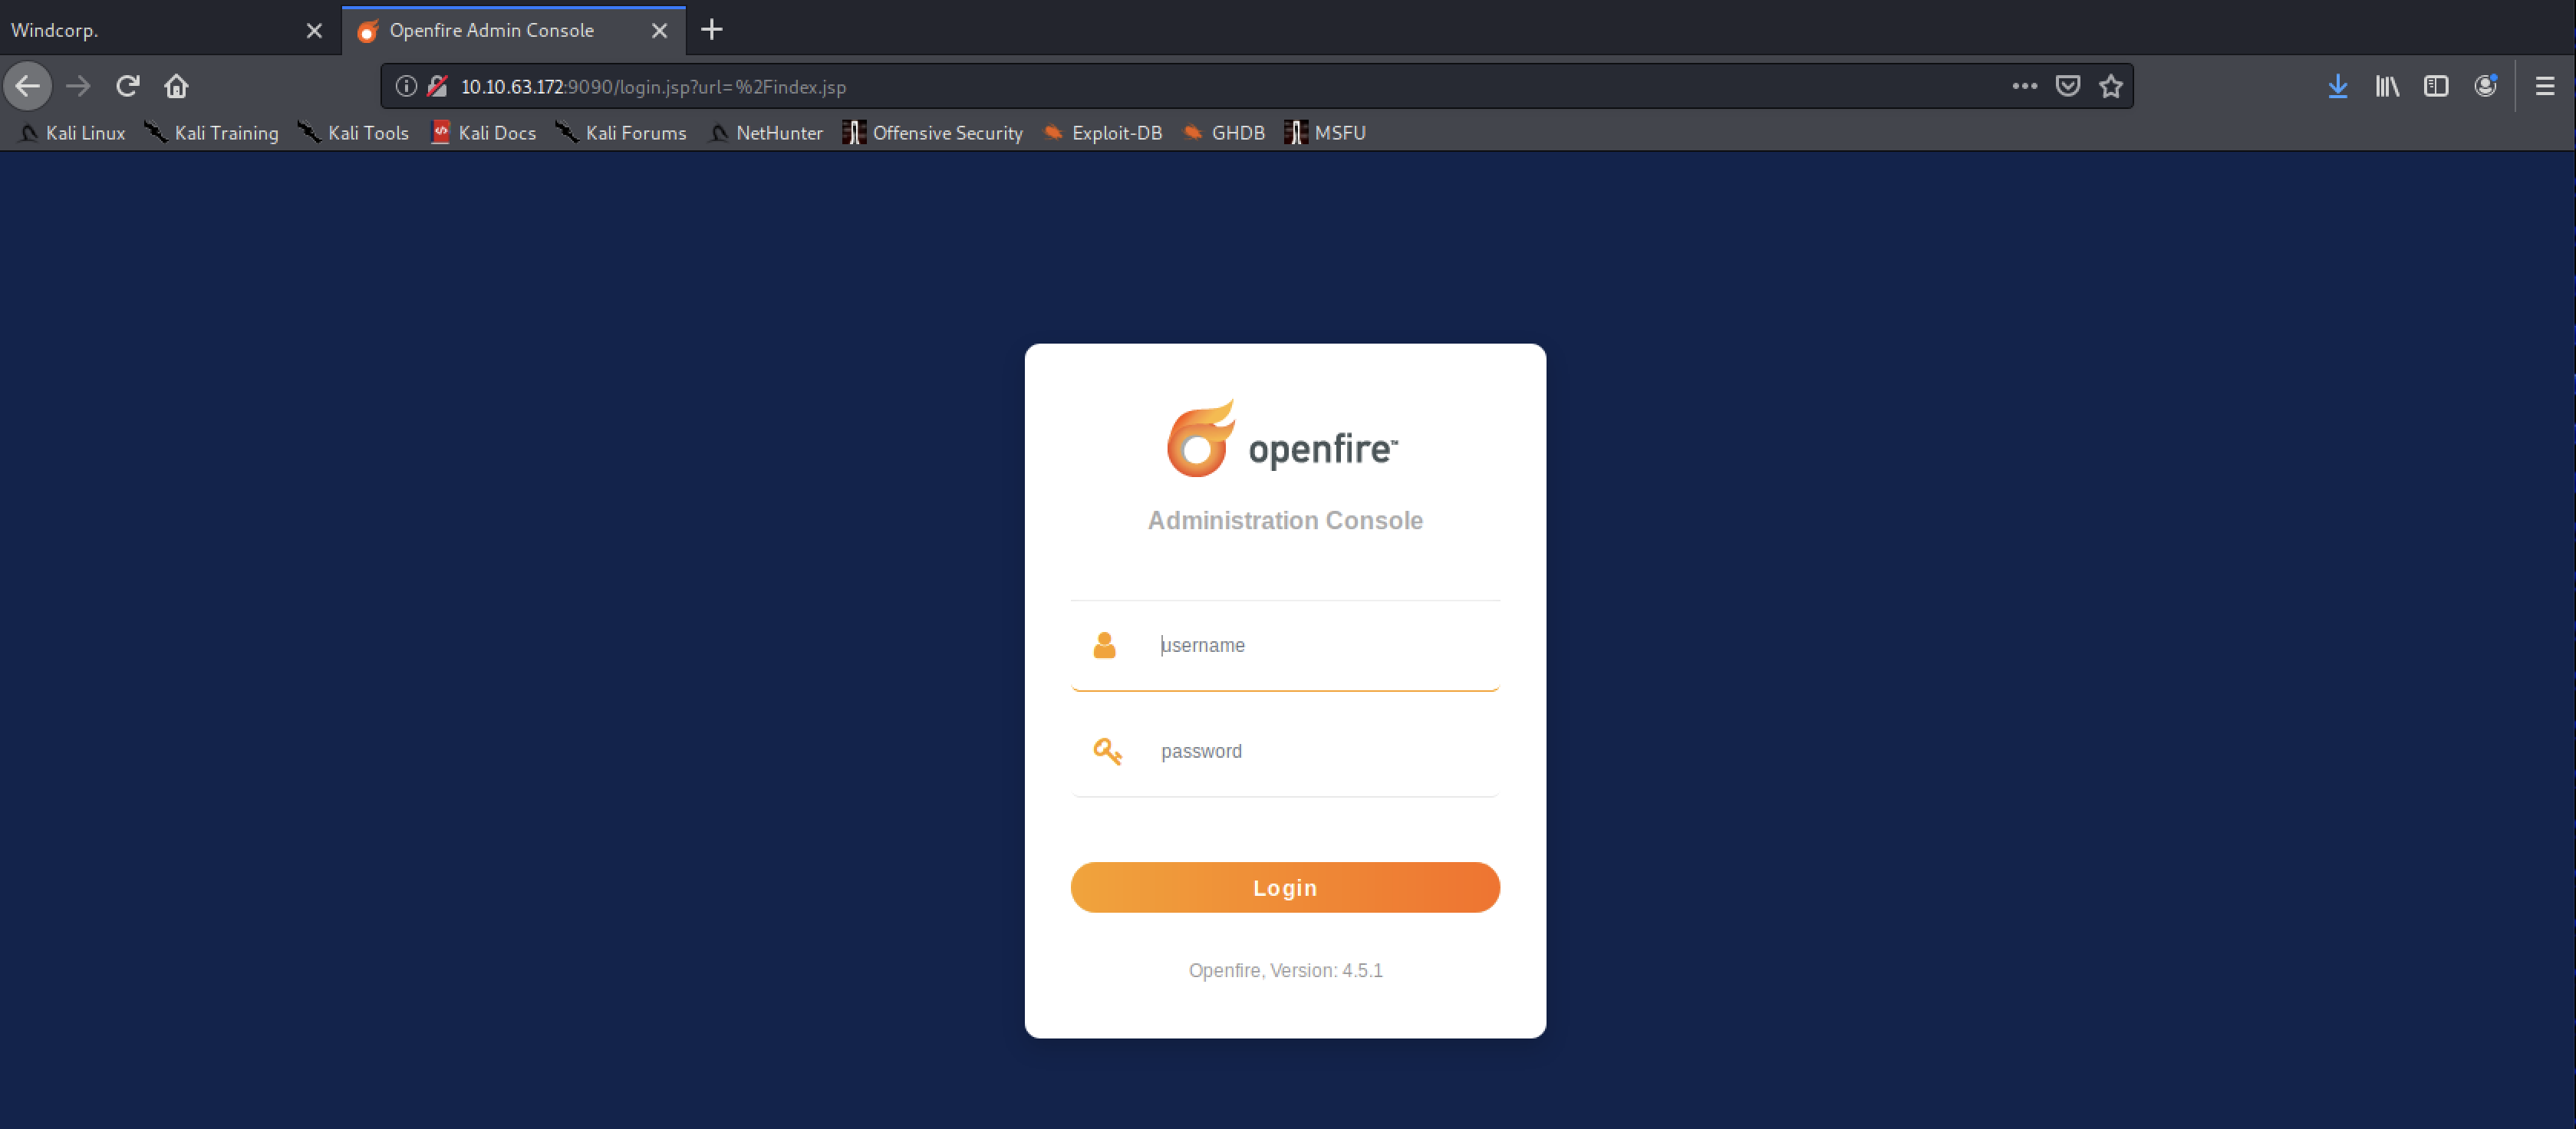 Windcorp.
Openfire Admin Console
10.10.63.172:9090/login.jsp?url=%2Findex.jsp
Kali Linux Kali Training Kali Tools Kali Docs Kali Forums NetHunter Offensive Security Exploit-DB GHDB MSFU
openfire™
Administration Console
username
password
Login
Openfire, Version: 4.5.1